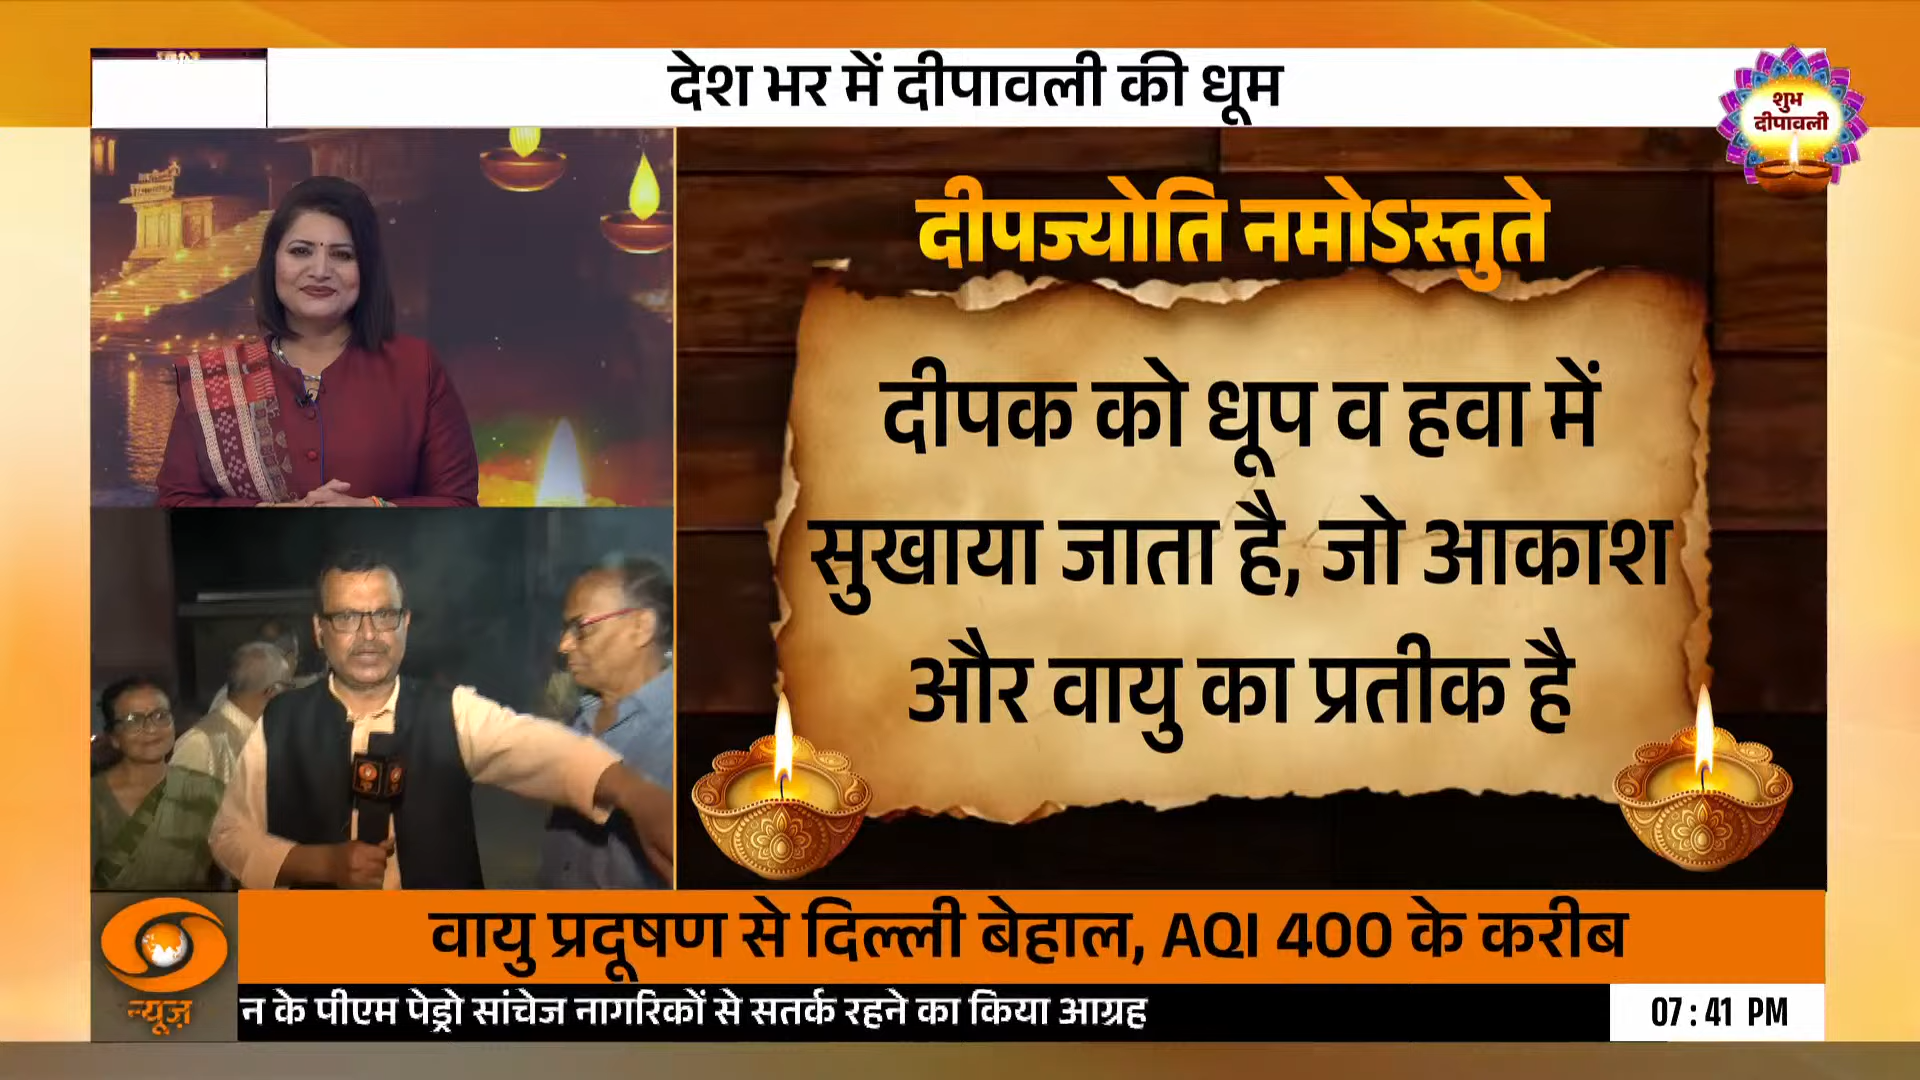 देश भर में दीपावली की धूम
शुभ
दीपावली
दीपज्योति नमोऽस्तुते
दीपक को धूप व हवा में
सुखाया जाता है, जो आकाश
और वायु का प्रतीक है
वायु प्रदूषण से दिल्ली बेहाल, AQI 400 के करीब
न्यूज़
न के पीएम पेड्रो सांचेज नागरिकों से सतर्क रहने का किया आग्रह
07:41 PM